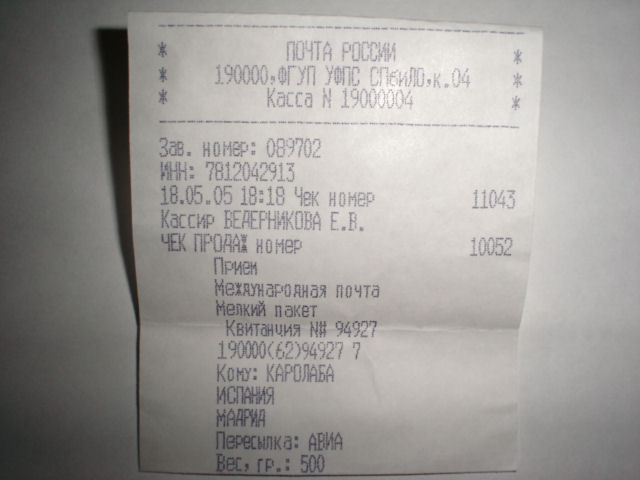 * ПОЧТА РОССИИ *
* 190000,ФГУП УФПС СПбиЛО,к.04 *
* Касса N 19000004 *
Зав. номер: 089702
ИНН: 7812042913
18.05.05 18:18 Чек номер 11043
Кассир ВЕДЕРНИКОВА Е.В.
ЧЕК ПРОДАЖ номер 10052
Прием
Международная почта
Мелкий пакет
Квитанция N# 94927
190000(62)94927 7
Кому: КАРОЛАБА
ИСПАНИЯ
МАДРИД
Пересылка: АВИА
Вес, гр.: 500